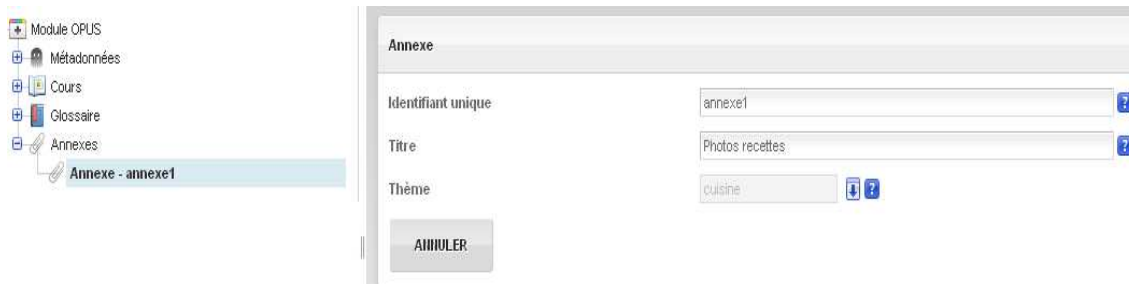 Module OPUS
Métadonnées
Cours
Glossaire
Annexes
Annexe - annexe1
Annexe
Identifiant unique
annexe1
?
Titre
Photos recettes
?
Thème
cuisine
?
ANNULER